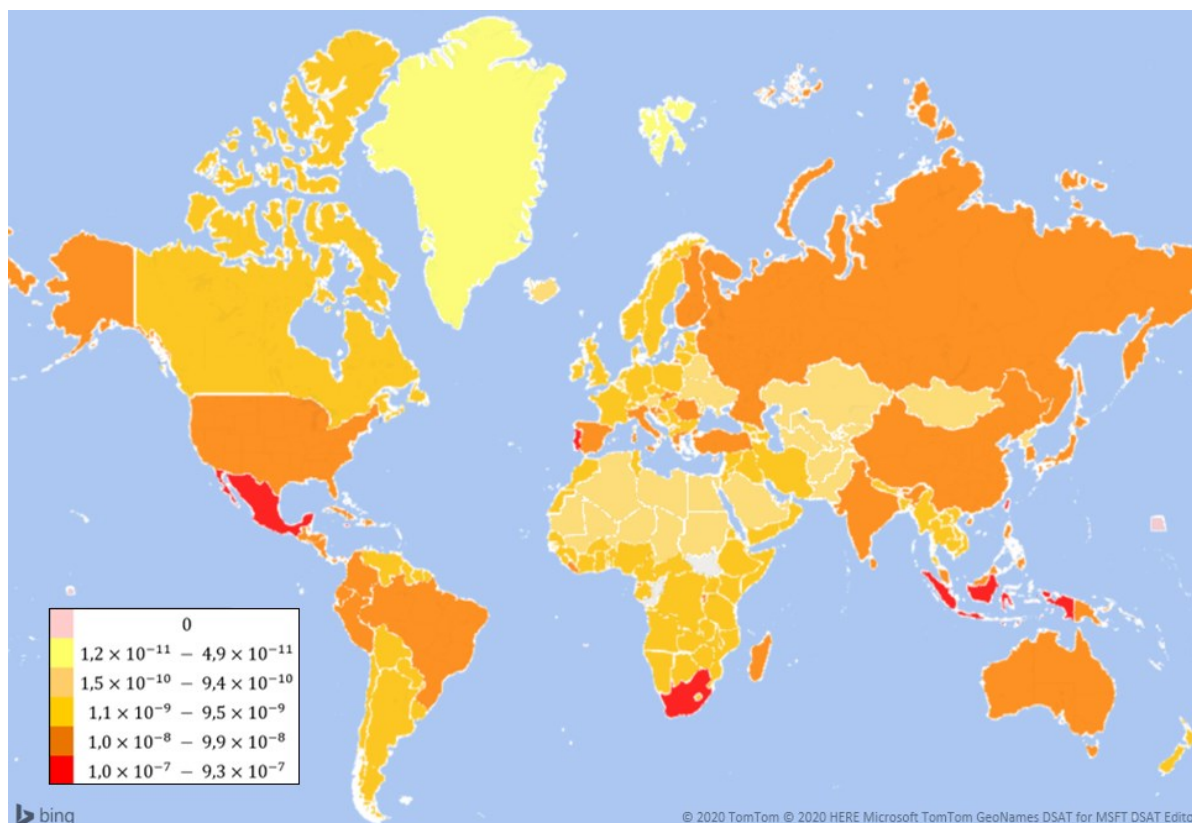 0
1,2 × 10⁻¹¹ − 4,9 × 10⁻¹¹
1,5 × 10⁻¹⁰ − 9,4 × 10⁻¹⁰
1,1 × 10⁻⁹ − 9,5 × 10⁻⁹
1,0 × 10⁻⁸ − 9,9 × 10⁻⁸
1,0 × 10⁻⁷ − 9,3 × 10⁻⁷
bing
© 2020 TomTom © 2020 HERE Microsoft TomTom GeoNames DSAT for MSFT DSAT Edito